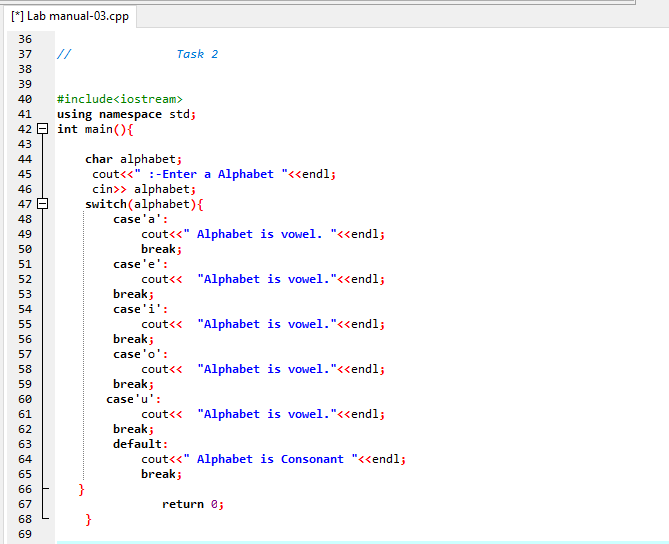 [*] Lab manual-03.cpp
36
37 // Task 2
38
39
40 #include<iostream>
41 using namespace std;
42 int main(){
43
44 char alphabet;
45 cout<<" :-Enter a Alphabet "<<endl;
46 cin>> alphabet;
47 switch(alphabet){
48 case'a':
49 cout<<" Alphabet is vowel. "<<endl;
50 break;
51 case'e':
52 cout<< "Alphabet is vowel."<<endl;
53 break;
54 case'i':
55 cout<< "Alphabet is vowel."<<endl;
56 break;
57 case'o':
58 cout<< "Alphabet is vowel."<<endl;
59 break;
60 case'u':
61 cout<< "Alphabet is vowel."<<endl;
62 break;
63 default:
64 cout<<" Alphabet is Consonant "<<endl;
65 break;
66 }
67 return 0;
68 }
69